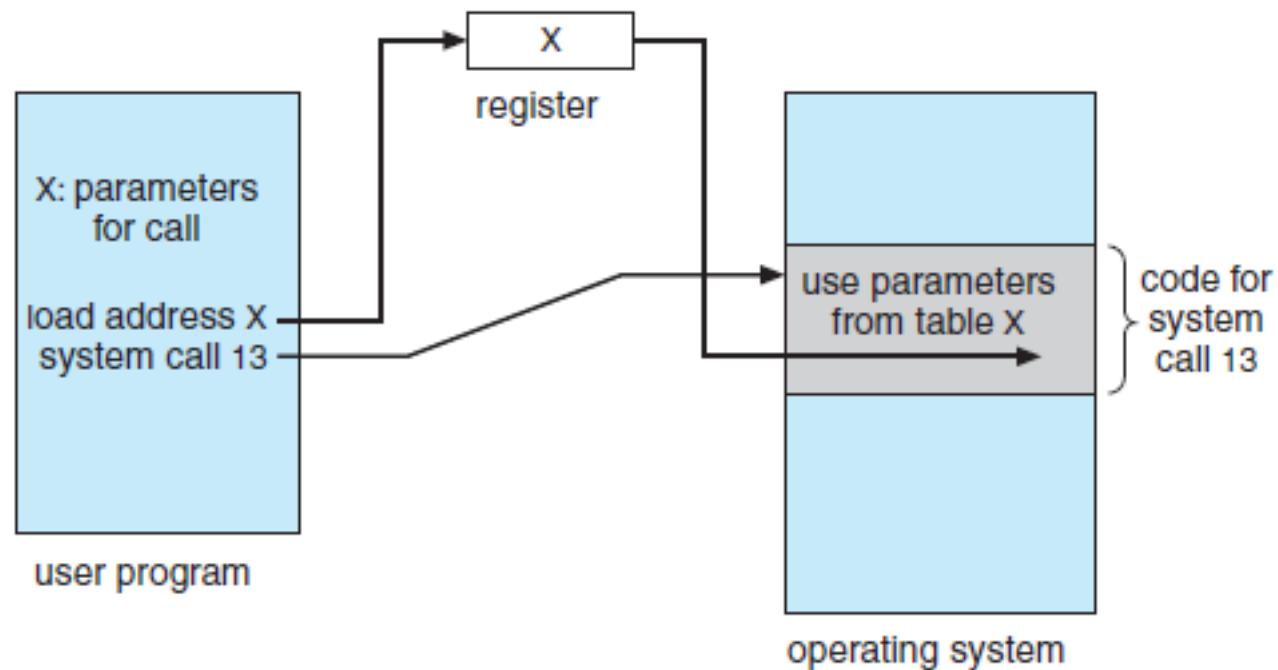 X
register
X: parameters
for call
load address X
system call 13
use parameters
from table X
code for
system
call 13
user program
operating system